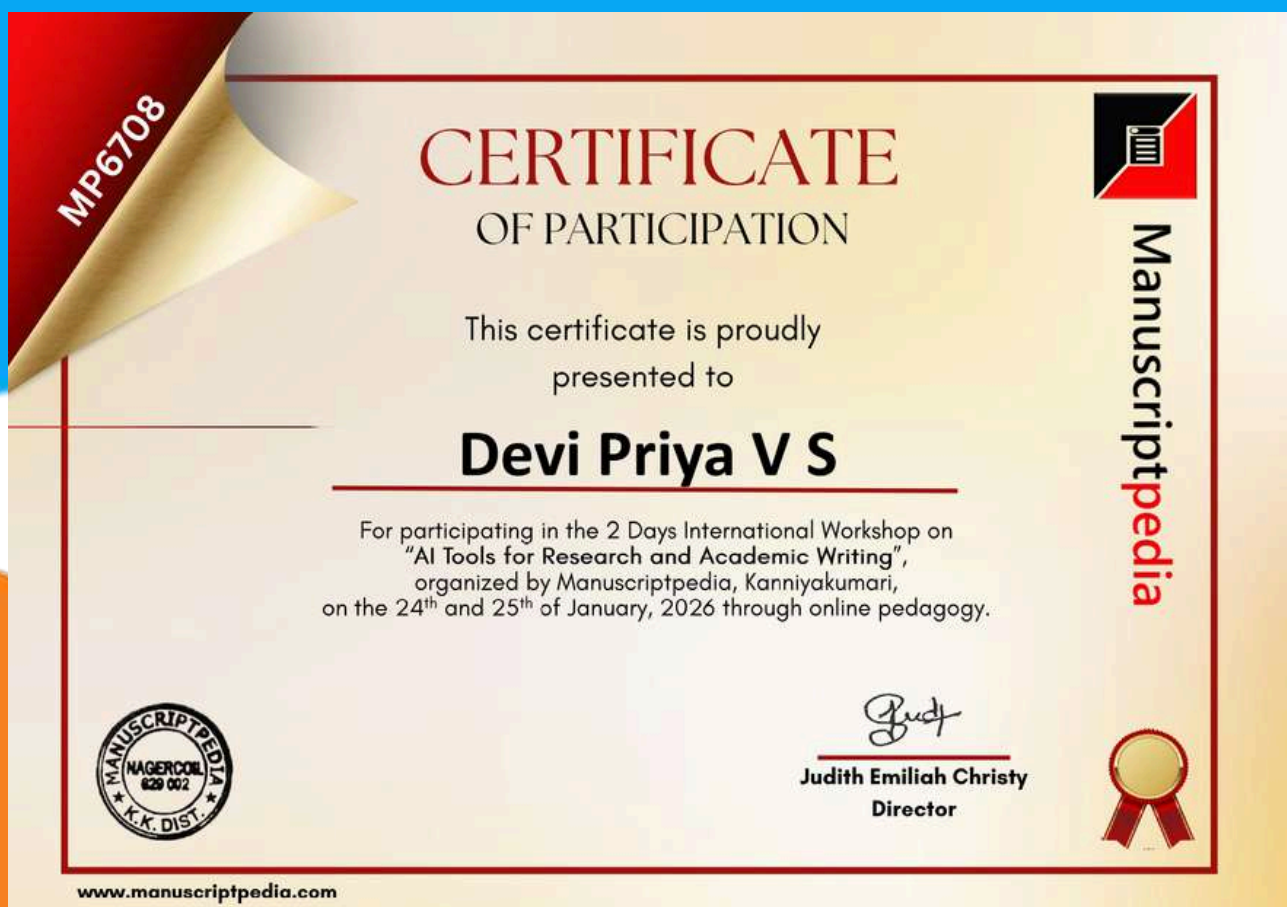 MP6708
CERTIFICATE
OF PARTICIPATION
This certificate is proudly
presented to
Devi Priya V S
For participating in the 2 Days International Workshop on
“AI Tools for Research and Academic Writing”,
organized by Manuscriptpedia, Kanniyakumari,
on the 24th and 25th of January, 2026 through online pedagogy.
Manuscriptpedia
MANUSCRIPTPEDIA
NAGERCOIL
629 002
★ K.K. DIST. ★
Judith Emiliah Christy
Director
www.manuscriptpedia.com